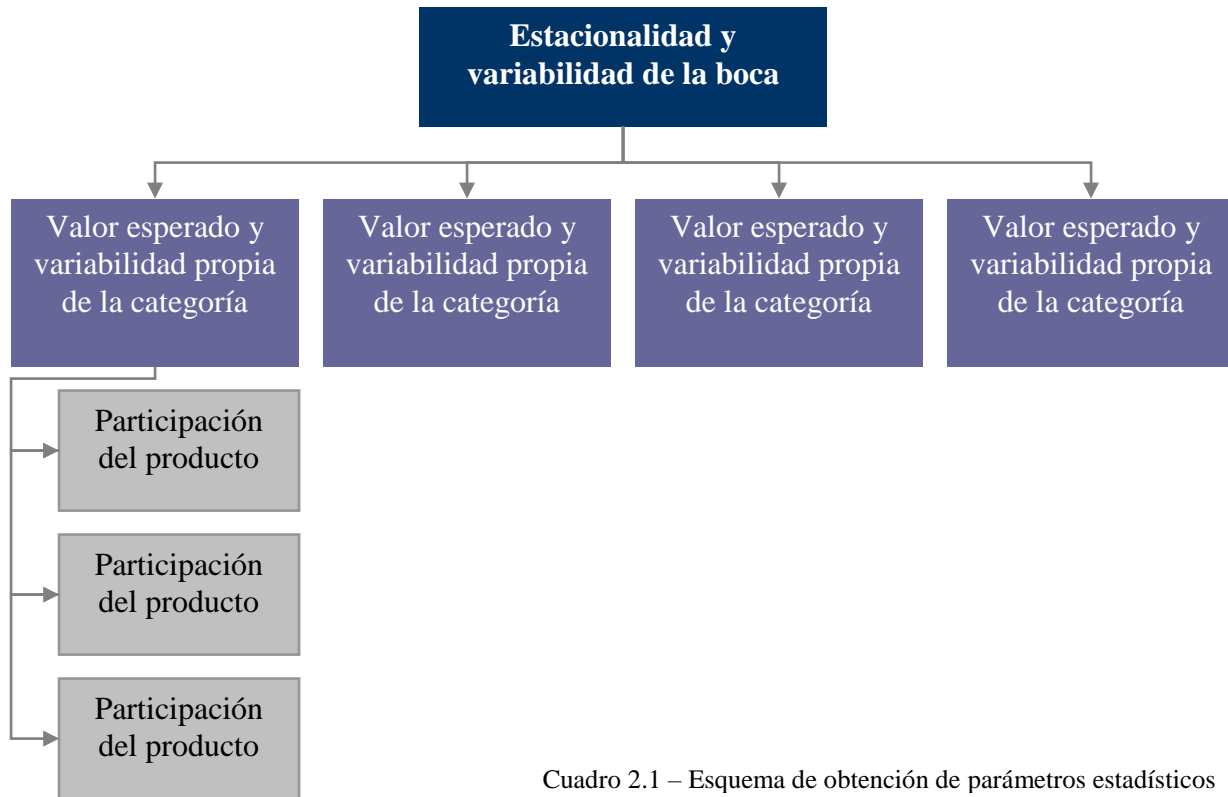 Estacionalidad y
variabilidad de la boca
Valor esperado y
variabilidad propia
de la categoría
Valor esperado y
variabilidad propia
de la categoría
Valor esperado y
variabilidad propia
de la categoría
Valor esperado y
variabilidad propia
de la categoría
Participación
del producto
Participación
del producto
Participación
del producto
Cuadro 2.1 – Esquema de obtención de parámetros estadísticos